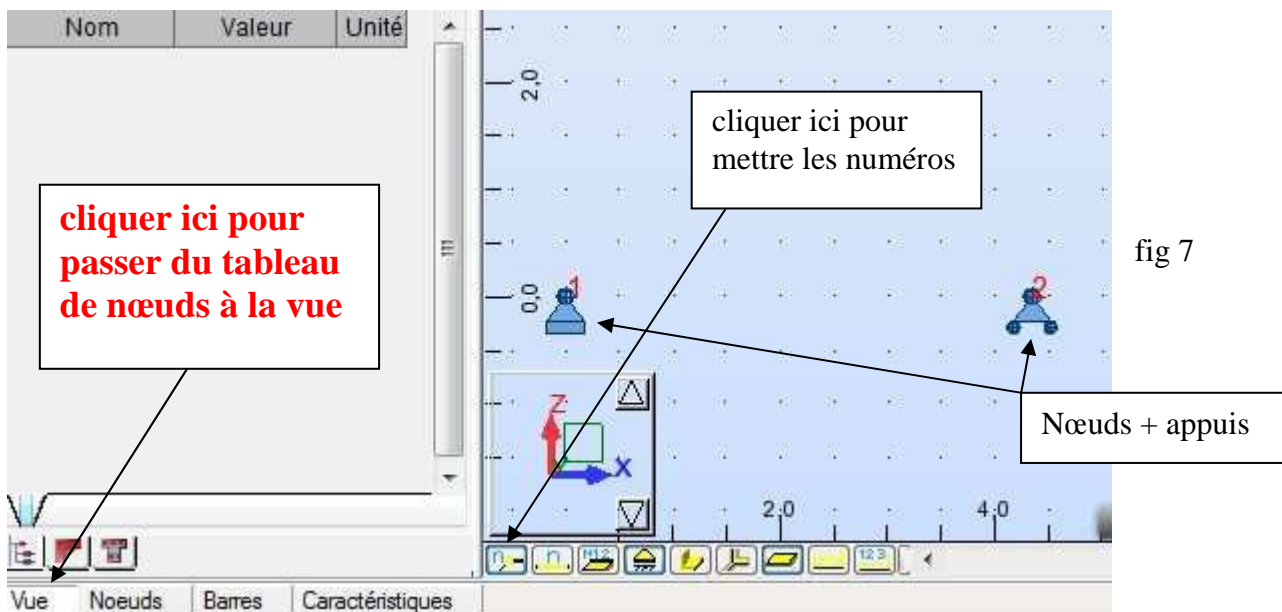 Nom Valeur Unité
2,0
cliquer ici pour
mettre les numéros
cliquer ici pour
passer du tableau
de nœuds à la vue
fig 7
0,0
1
2
Nœuds + appuis
Z
X
2,0
4,0
n
n
123
Vue Noeuds Barres Caractéristiques